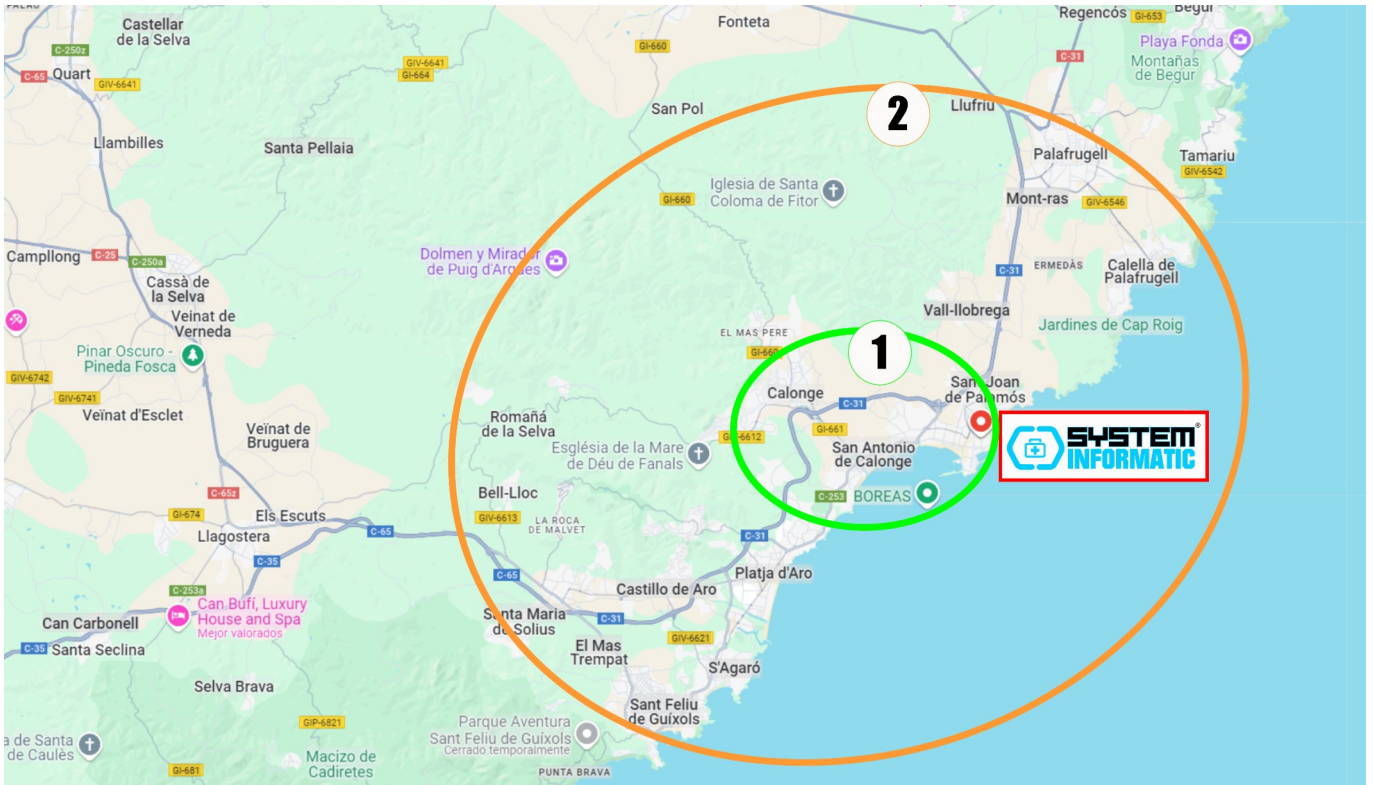 PALAU
Castellar
de la Selva
Fonteta
Regencós
GI-653
Begur
Playa Fonda
C-250z
GI-660
C-31
Montañas
de Begur
GIV-6641
GI-664
C-65
Quart
GIV-6641
2
San Pol
Llufriu
Llambilles
Santa Pellaia
Palafrugell
Tamariu
GIV-6542
Iglesia de Santa
Coloma de Fitor
GI-660
Mont-ras
GIV-6546
Campllong
C-25
C-250a
Dolmen y Mirador
de Puig d'Arques
C-31
ERMEDÀS
Calella de
Palafrugell
Cassà de
la Selva
Veinat de
Verneda
Vall-llobrega
Jardines de Cap Roig
EL MAS PERE
GI-660
1
Pinar Oscuro -
Pineda Fosca
GIV-6742
GIV-6741
Veïnat d'Esclet
Calonge
C-31
San Joan
de Palamós
Romañá
de la Selva
Veïnat de
Bruguera
GI-661
GIV-6612
Església de la Mare
de Déu de Fanals
San Antonio
de Calonge
SYSTEM
INFORMATIC
C-65z
Bell-Lloc
C-253
BOREAS
GI-674
Els Escuts
GIV-6613
LA ROCA
DE MALVET
Llagostera
C-65
C-31
C-35
C-65
Platja d'Aro
C-253a
Castillo de Aro
Can Bufí, Luxury
House and Spa
Mejor valorados
Can Carbonell
Santa Maria
de Solius
C-31
C-35
Santa Seclina
GIV-6621
El Mas
Trempat
S'Agaró
Selva Brava
Sant Feliu
de Guíxols
GIP-6821
Parque Aventura
Sant Feliu de Guíxols
Cerrado temporalmente
a de Santa
de Caulès
Macizo de
Cadiretes
GI-681
PUNTA BRAVA